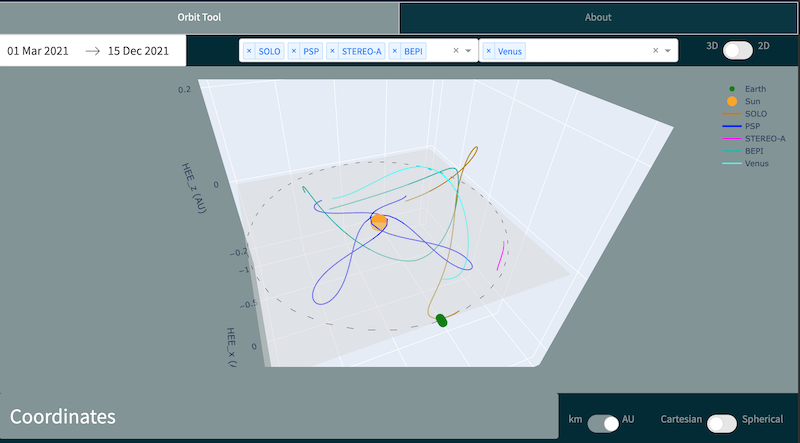 Orbit Tool
About
01 Mar 2021 → 15 Dec 2021
× SOLO × PSP × STEREO-A × BEPI ×
× Venus ×
3D 2D
0.2
HEE_z (AU)
0
−0.2
−1
−0.5
0
HEE_x (
Earth
Sun
SOLO
PSP
STEREO-A
BEPI
Venus
Coordinates
km AU
Cartesian Spherical